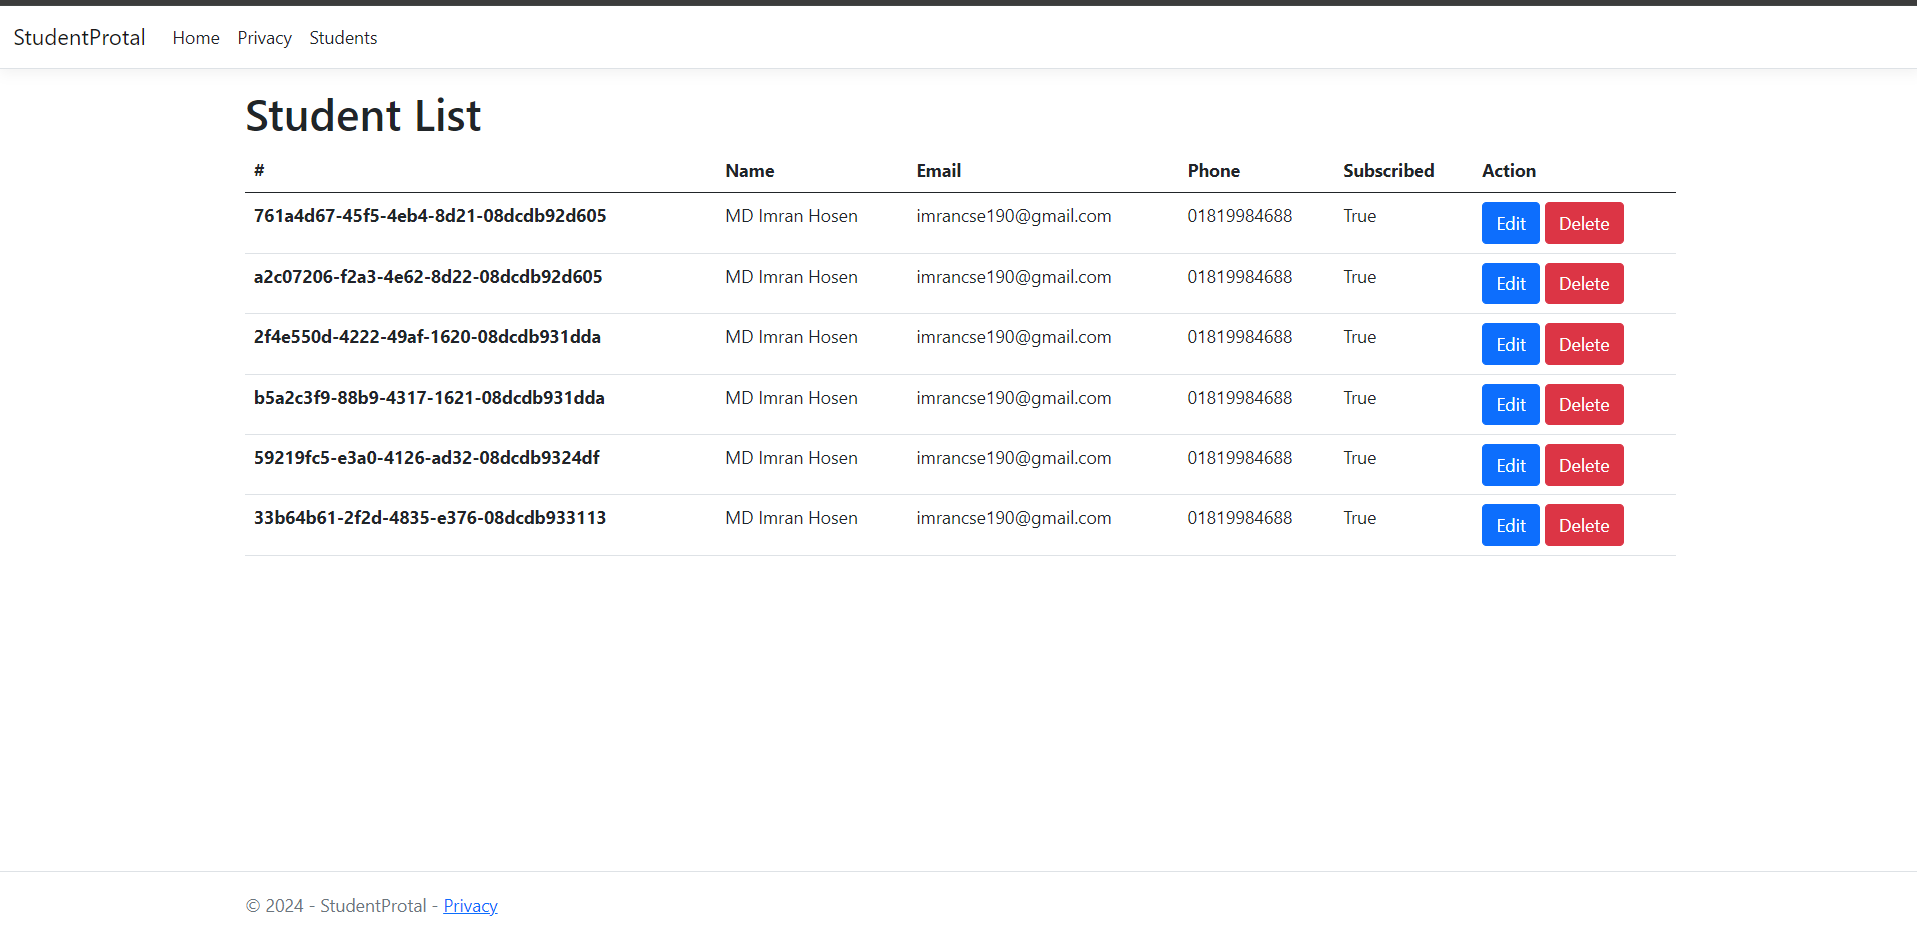 StudentProtal Home Privacy Students
Student List
# Name Email Phone Subscribed Action
761a4d67-45f5-4eb4-8d21-08dcdb92d605 MD Imran Hosen imrancse190@gmail.com 01819984688 True Edit Delete
a2c07206-f2a3-4e62-8d22-08dcdb92d605 MD Imran Hosen imrancse190@gmail.com 01819984688 True Edit Delete
2f4e550d-4222-49af-1620-08dcdb931dda MD Imran Hosen imrancse190@gmail.com 01819984688 True Edit Delete
b5a2c3f9-88b9-4317-1621-08dcdb931dda MD Imran Hosen imrancse190@gmail.com 01819984688 True Edit Delete
59219fc5-e3a0-4126-ad32-08dcdb9324df MD Imran Hosen imrancse190@gmail.com 01819984688 True Edit Delete
33b64b61-2f2d-4835-e376-08dcdb933113 MD Imran Hosen imrancse190@gmail.com 01819984688 True Edit Delete
© 2024 - StudentProtal - Privacy